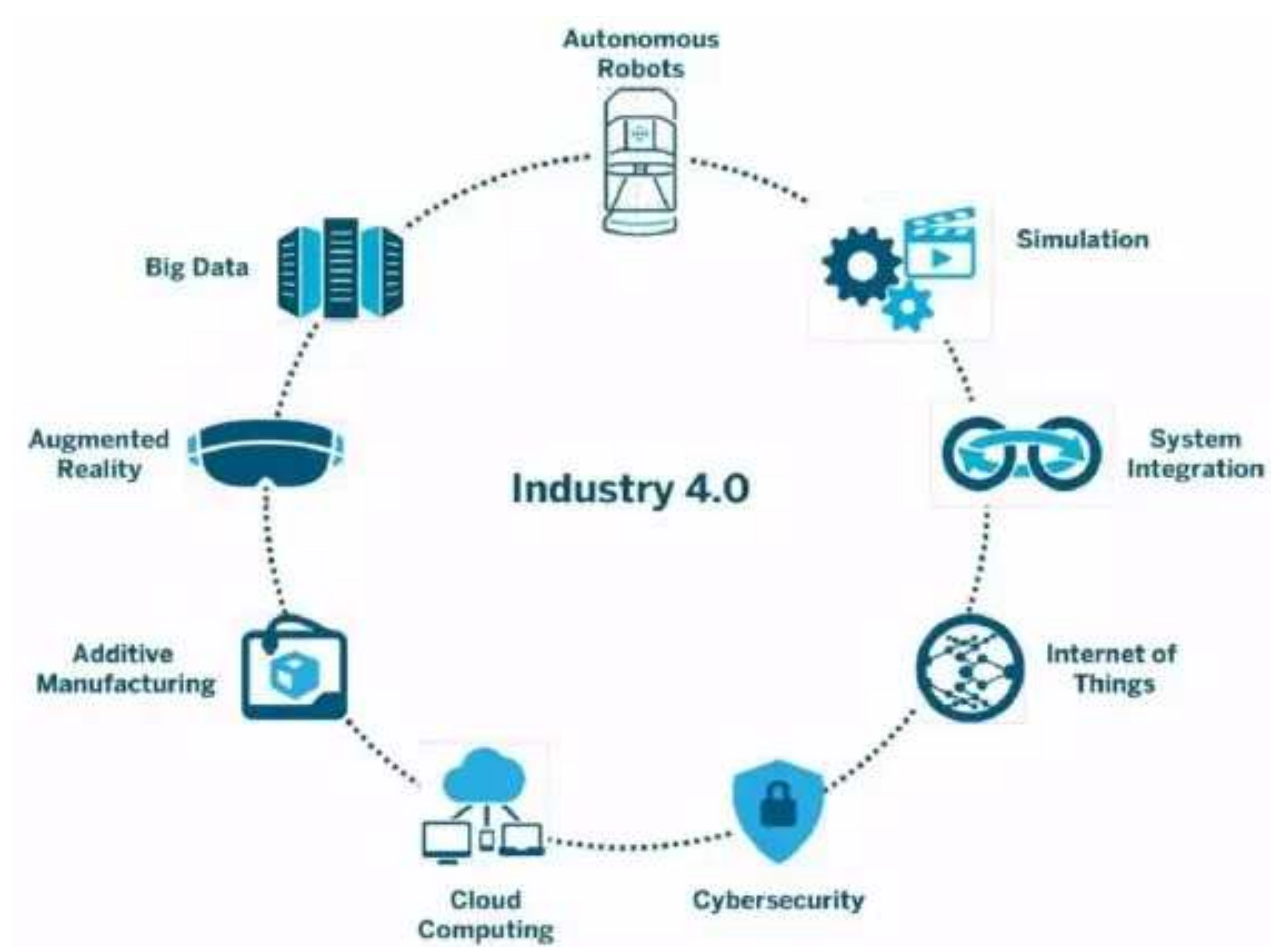 Autonomous
Robots
Simulation
Big Data
System
Integration
Augmented
Reality
Industry 4.0
Internet of
Things
Additive
Manufacturing
Cybersecurity
Cloud
Computing